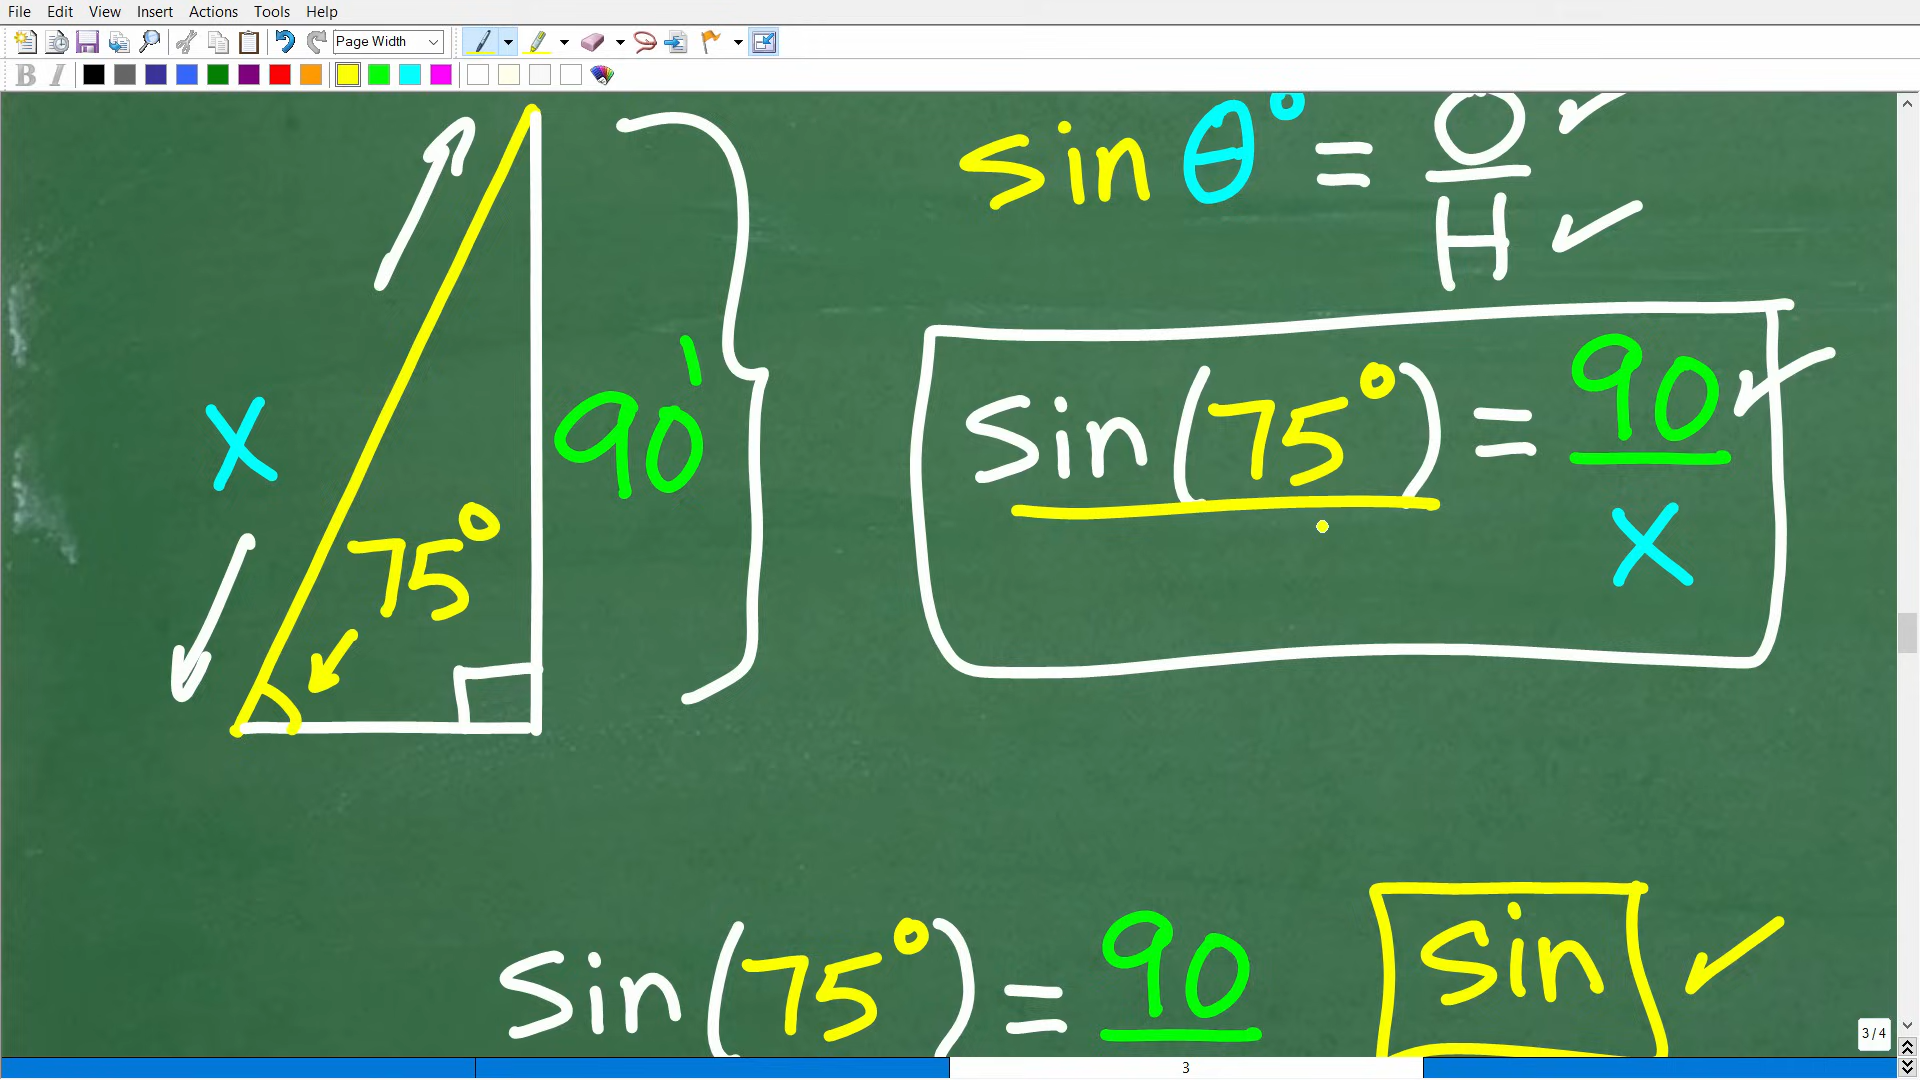 File Edit View Insert Actions Tools Help
Page Width
B I
sin θ° = O/H
x
90'
75°
sin(75°) = 90/x
sin(75°) = 90
sin
3 / 4
3